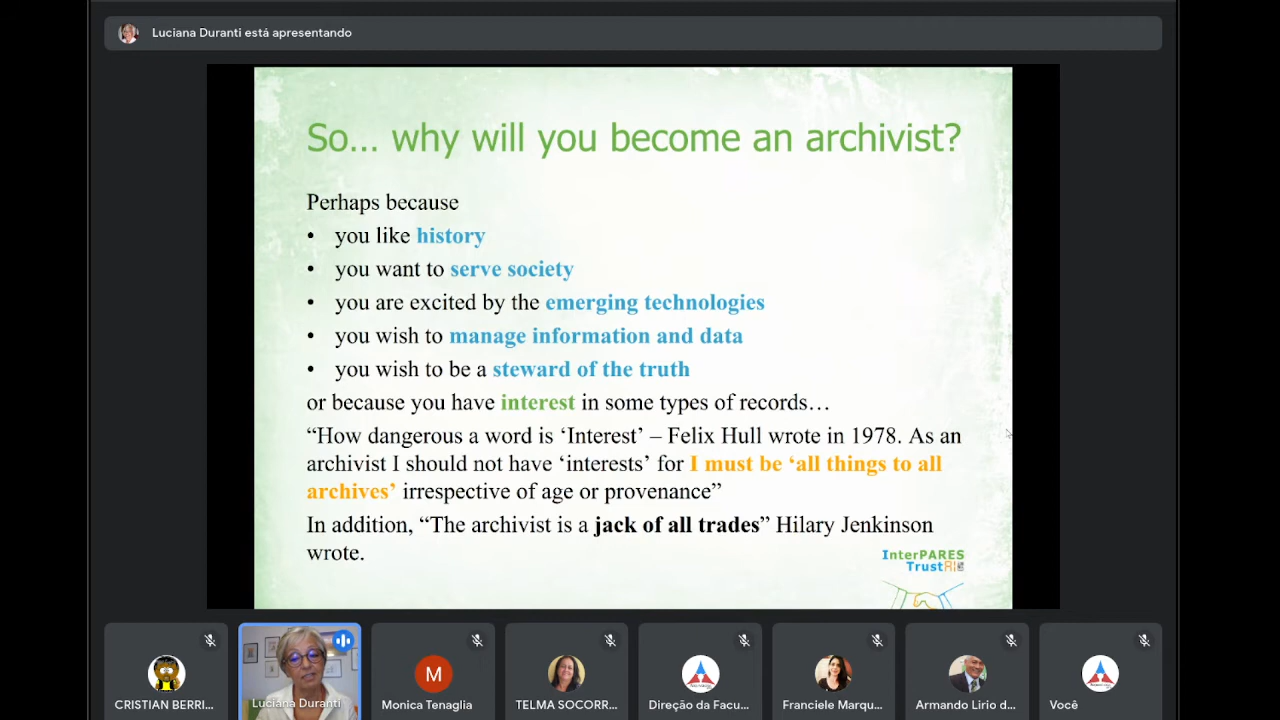 Luciana Duranti está apresentando
So... why will you become an archivist?
Perhaps because
• you like history
• you want to serve society
• you are excited by the emerging technologies
• you wish to manage information and data
• you wish to be a steward of the truth
or because you have interest in some types of records…
“How dangerous a word is ‘Interest’ – Felix Hull wrote in 1978. As an
archivist I should not have ‘interests’ for I must be ‘all things to all
archives’ irrespective of age or provenance”
In addition, “The archivist is a jack of all trades” Hilary Jenkinson
wrote.
InterPARES
Trust
M
CRISTIAN BERRI...
Luciana Duranti
Monica Tenaglia
TELMA SOCORR...
Direção da Facu...
Franciele Marqu...
Armando Lirio d...
Você